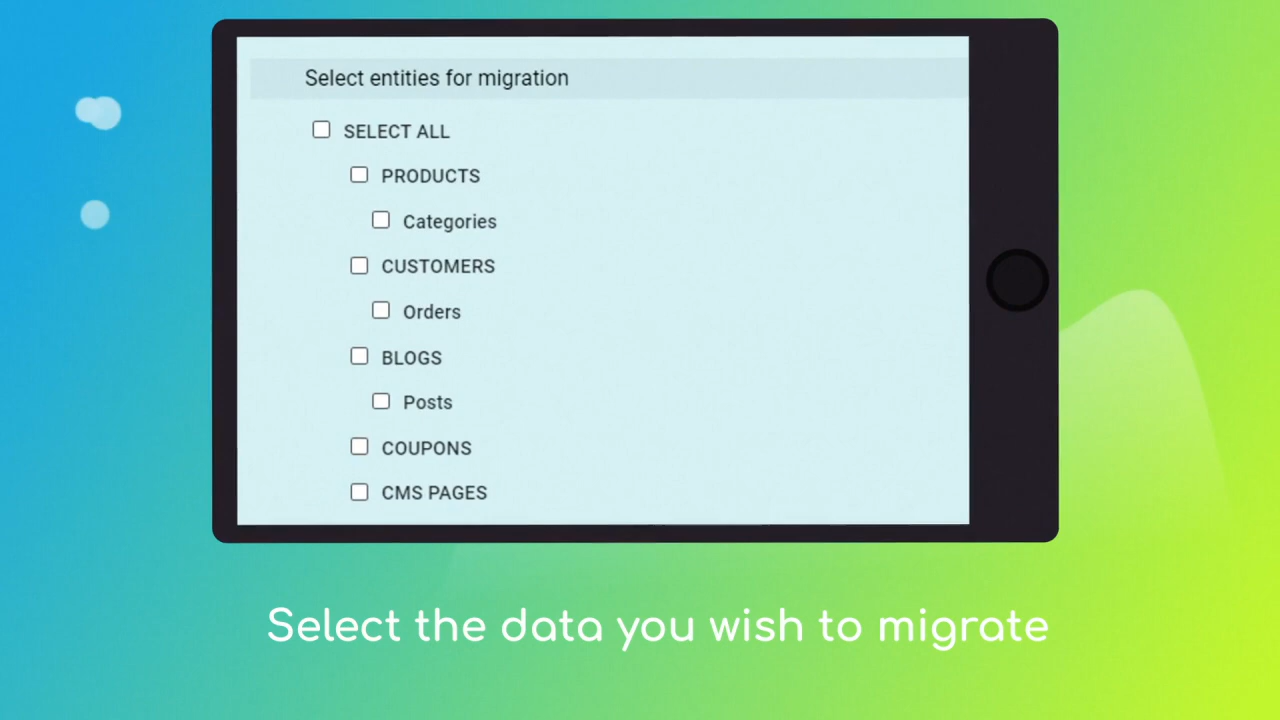 Select entities for migration
SELECT ALL
PRODUCTS
Categories
CUSTOMERS
Orders
BLOGS
Posts
COUPONS
CMS PAGES
Select the data you wish to migrate